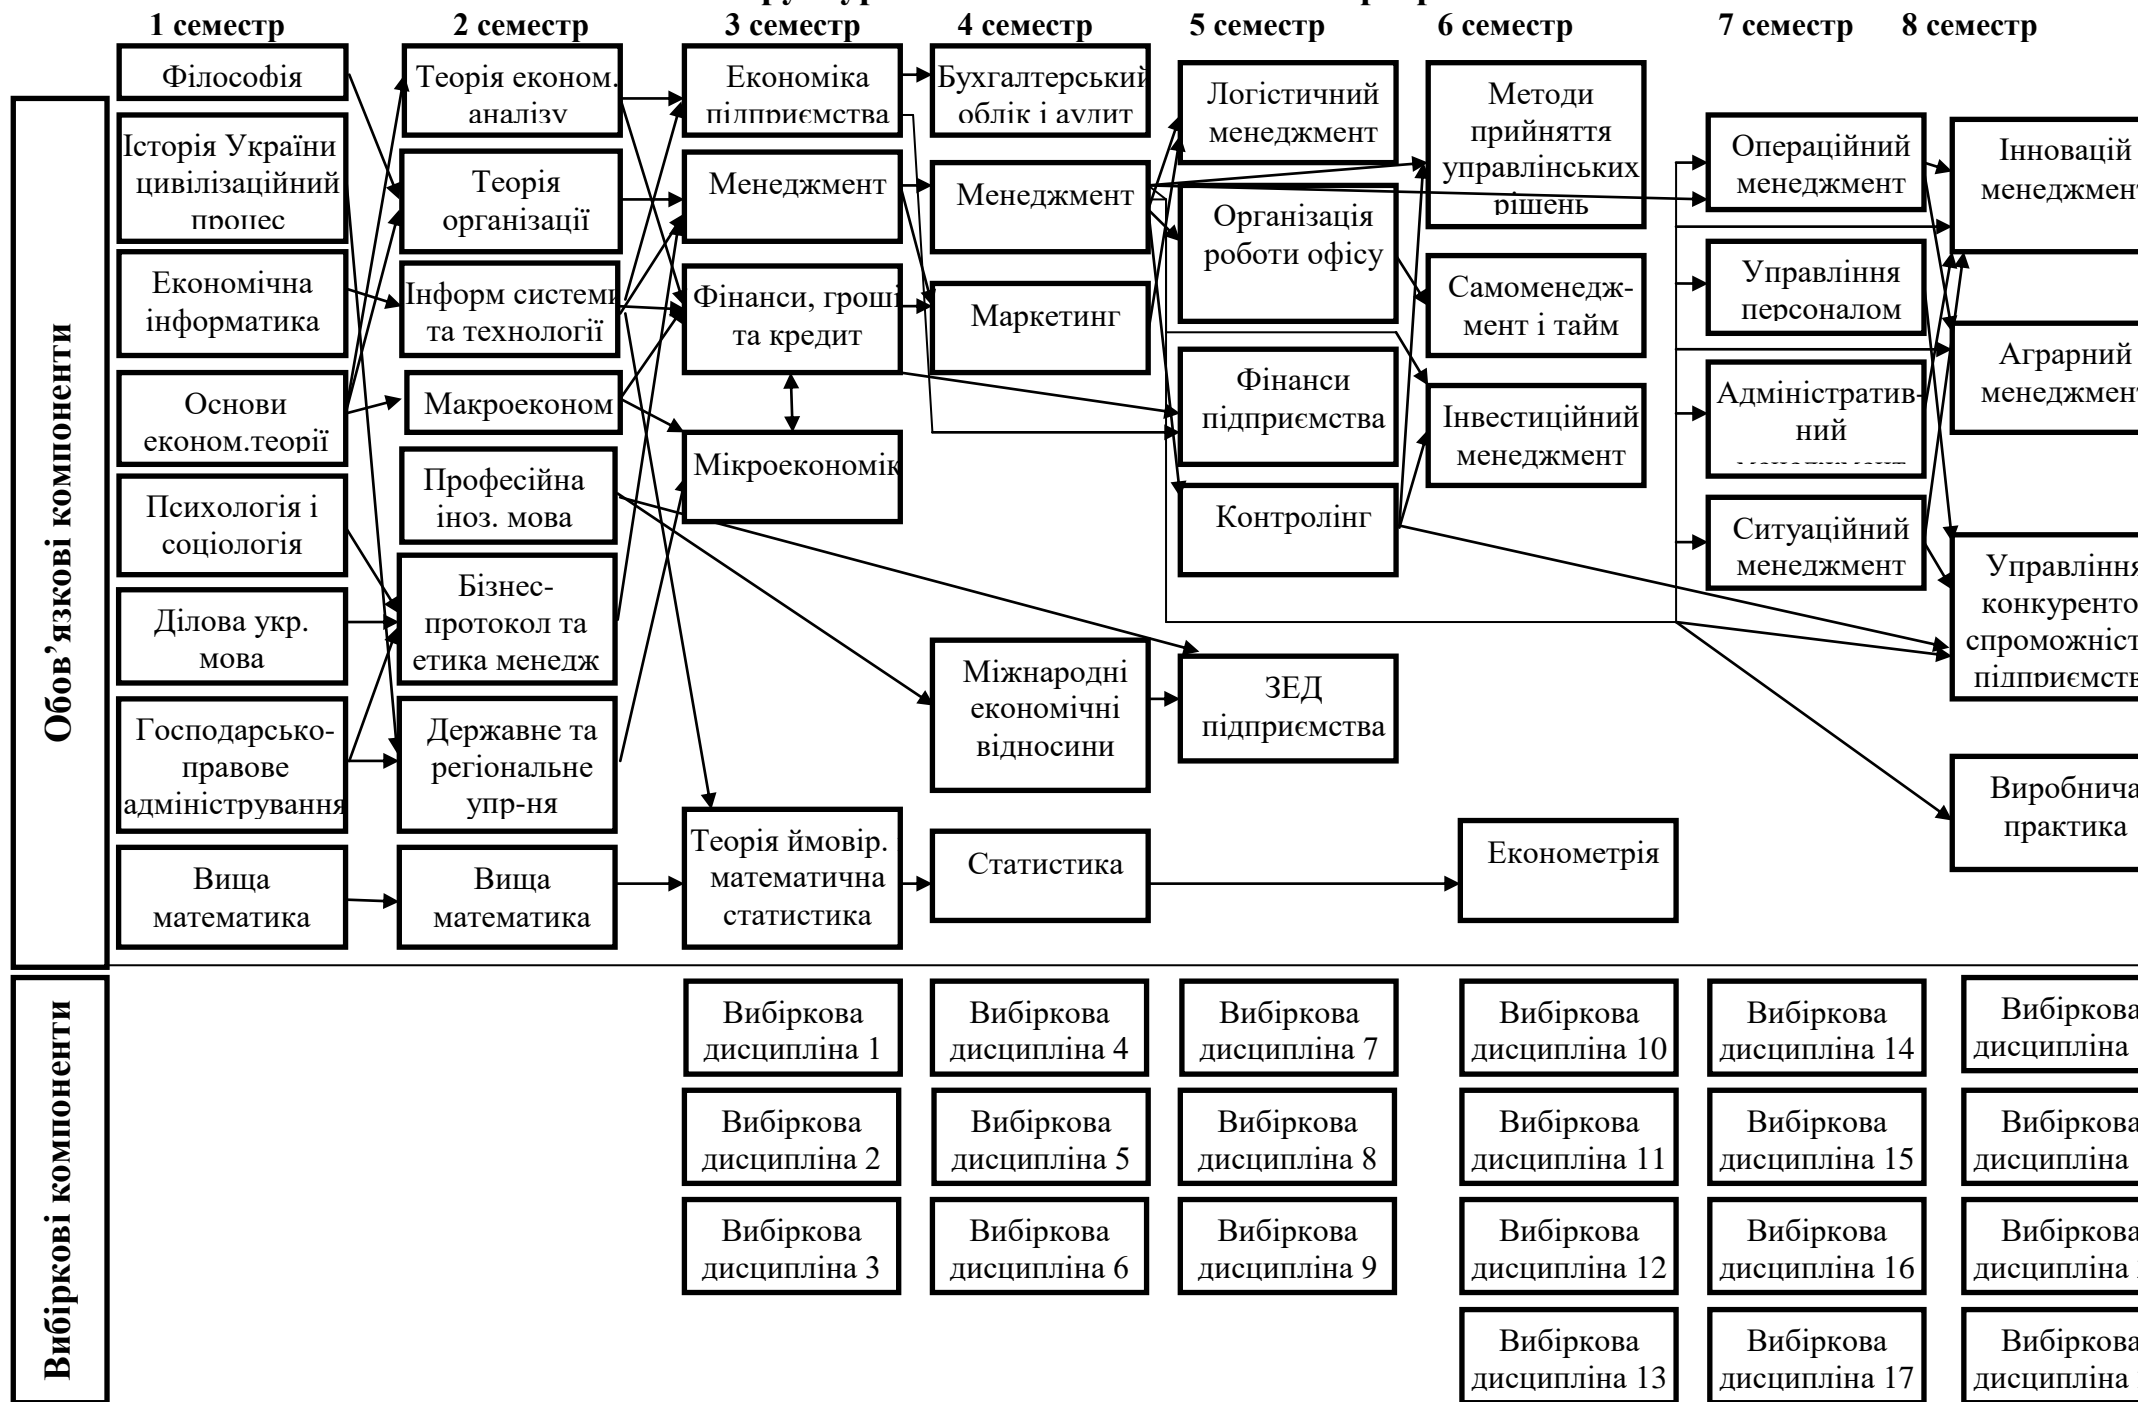 1 семестр
2 семестр
3 семестр
4 семестр
5 семестр
6 семестр
7 семестр
8 семестр
Обов’язкові компоненти
Філософія
Історія України
цивілізаційний
процес
Економічна
інформатика
Основи
економ.теорії
Психологія і
соціологія
Ділова укр.
мова
Господарсько-
правове
адміністрування
Вища
математика
Теорія економ.
аналізу
Теорія
організації
Інформ системи
та технології
Макроеконом
Професійна
іноз. мова
Бізнес-
протокол та
етика менедж
Державне та
регіональне
упр-ня
Вища
математика
Економіка
підприємства
Менеджмент
Фінанси, гроші
та кредит
Мікроекономік
Теорія ймовір.
математична
статистика
Бухгалтерський
облік і аудит
Менеджмент
Маркетинг
Міжнародні
економічні
відносини
Статистика
Логістичний
менеджмент
Організація
роботи офісу
Фінанси
підприємства
Контролінг
ЗЕД
підприємства
Методи
прийняття
управлінських
рішень
Самоменедж-
мент і тайм
Інвестиційний
менеджмент
Економетрія
Операційний
менеджмент
Управління
персоналом
Адміністратив-
ний
менеджмент
Ситуаційний
менеджмент
Інновацій
менеджмент
Аграрний
менеджмент
Управління
конкуренто
спроможніст
підприємств
Виробнича
практика
Вибіркові компоненти
Вибіркова
дисципліна 1
Вибіркова
дисципліна 2
Вибіркова
дисципліна 3
Вибіркова
дисципліна 4
Вибіркова
дисципліна 5
Вибіркова
дисципліна 6
Вибіркова
дисципліна 7
Вибіркова
дисципліна 8
Вибіркова
дисципліна 9
Вибіркова
дисципліна 10
Вибіркова
дисципліна 11
Вибіркова
дисципліна 12
Вибіркова
дисципліна 13
Вибіркова
дисципліна 14
Вибіркова
дисципліна 15
Вибіркова
дисципліна 16
Вибіркова
дисципліна 17
Вибіркова
дисципліна
Вибіркова
дисципліна
Вибіркова
дисципліна
Вибіркова
дисципліна